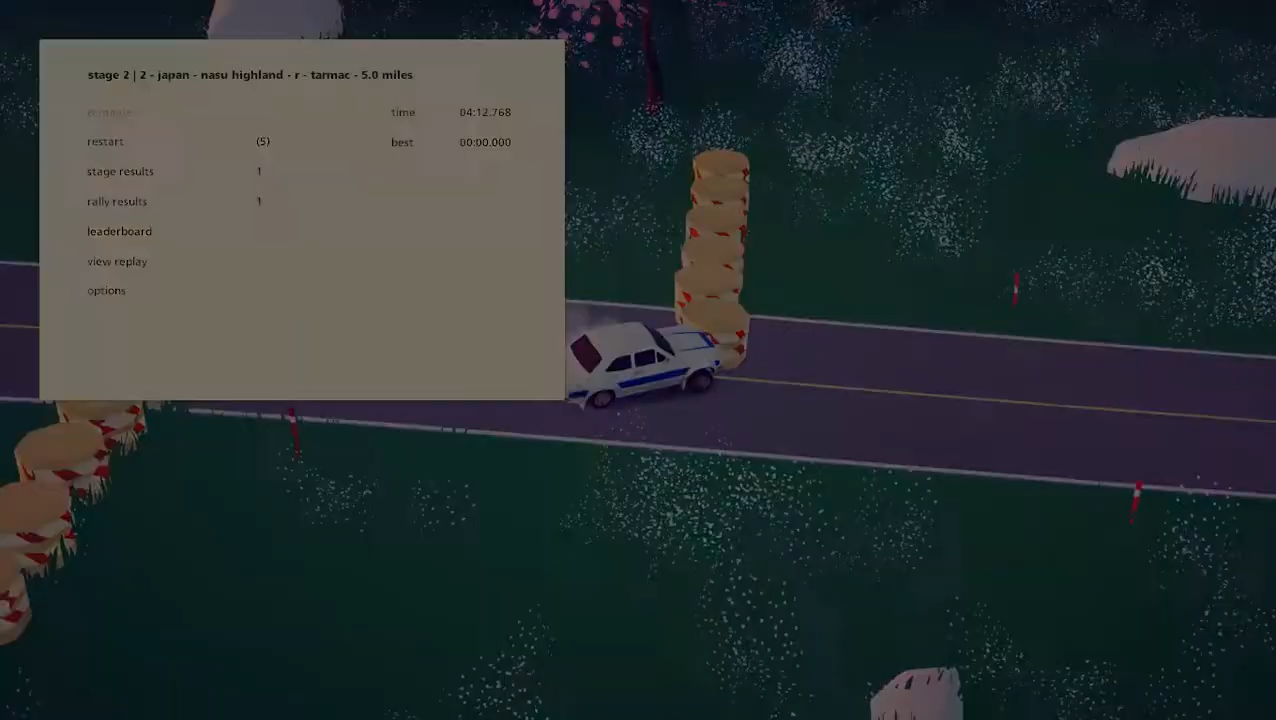 stage 2 | 2 - japan - nasu highland - r - tarmac - 5.0 miles
time 04:12.768
restart (5) best 00:00.000
stage results 1
rally results 1
leaderboard
view replay
options